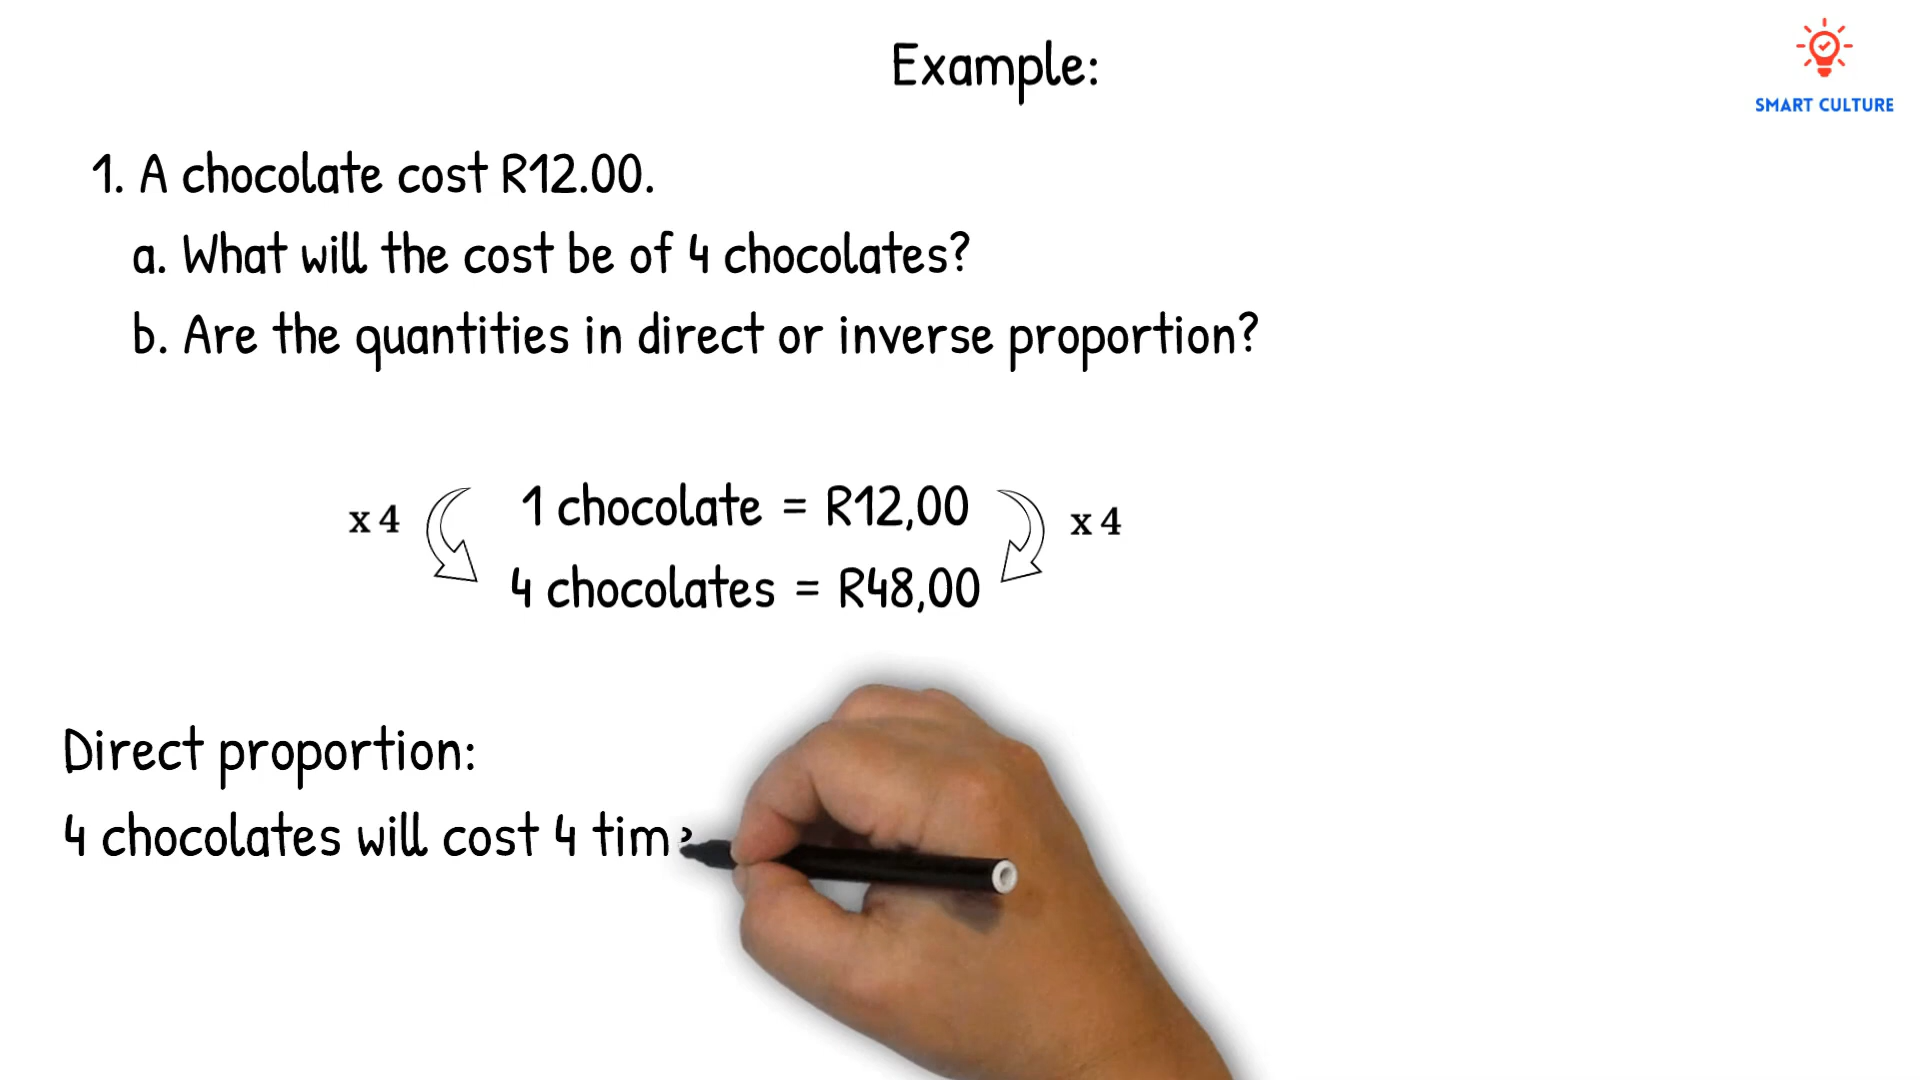 Example:
SMART CULTURE
1. A chocolate cost R12.00.
a. What will the cost be of 4 chocolates?
b. Are the quantities in direct or inverse proportion?
x 4 1 chocolate = R12,00 x 4
4 chocolates = R48,00
Direct proportion:
4 chocolates will cost 4 tim